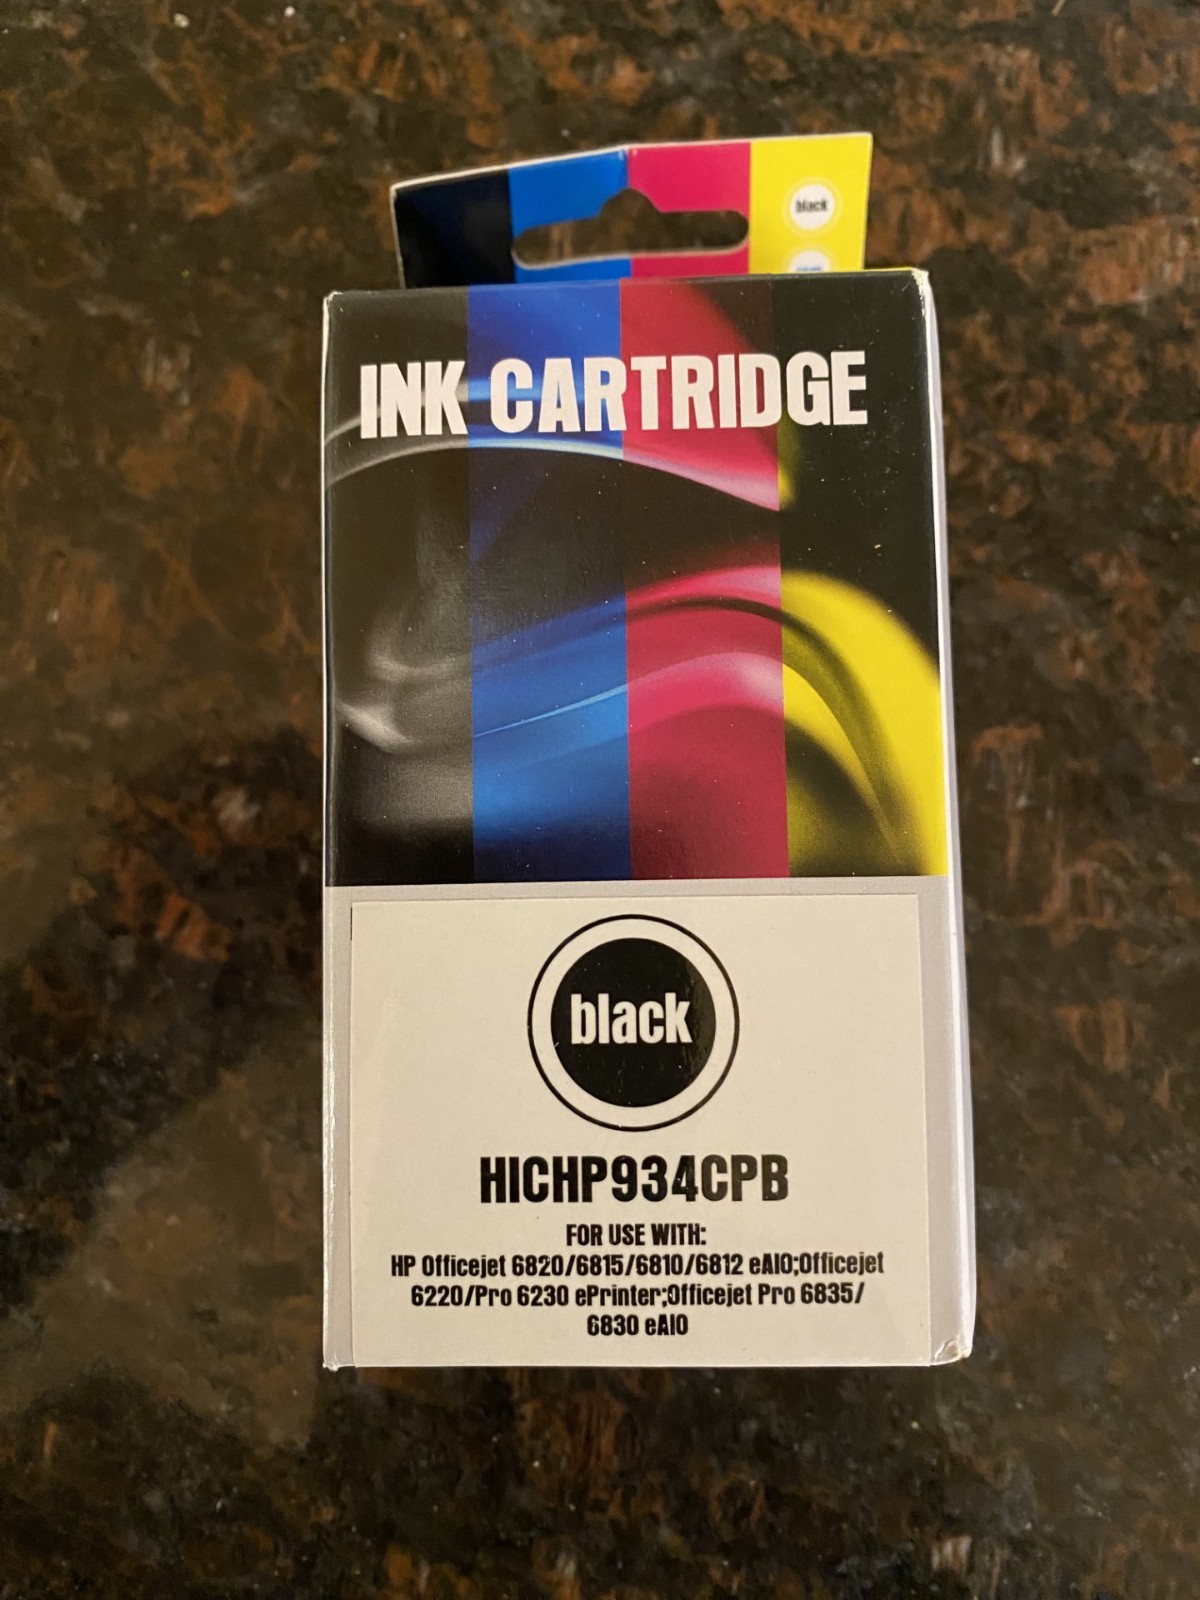 black
INK CARTRIDGE
black
HICHP934CPB
FOR USE WITH:
HP Officejet 6820/6815/6810/6812 eAIO;Officejet
6220/Pro 6230 ePrinter;Officejet Pro 6835/
6830 eAIO